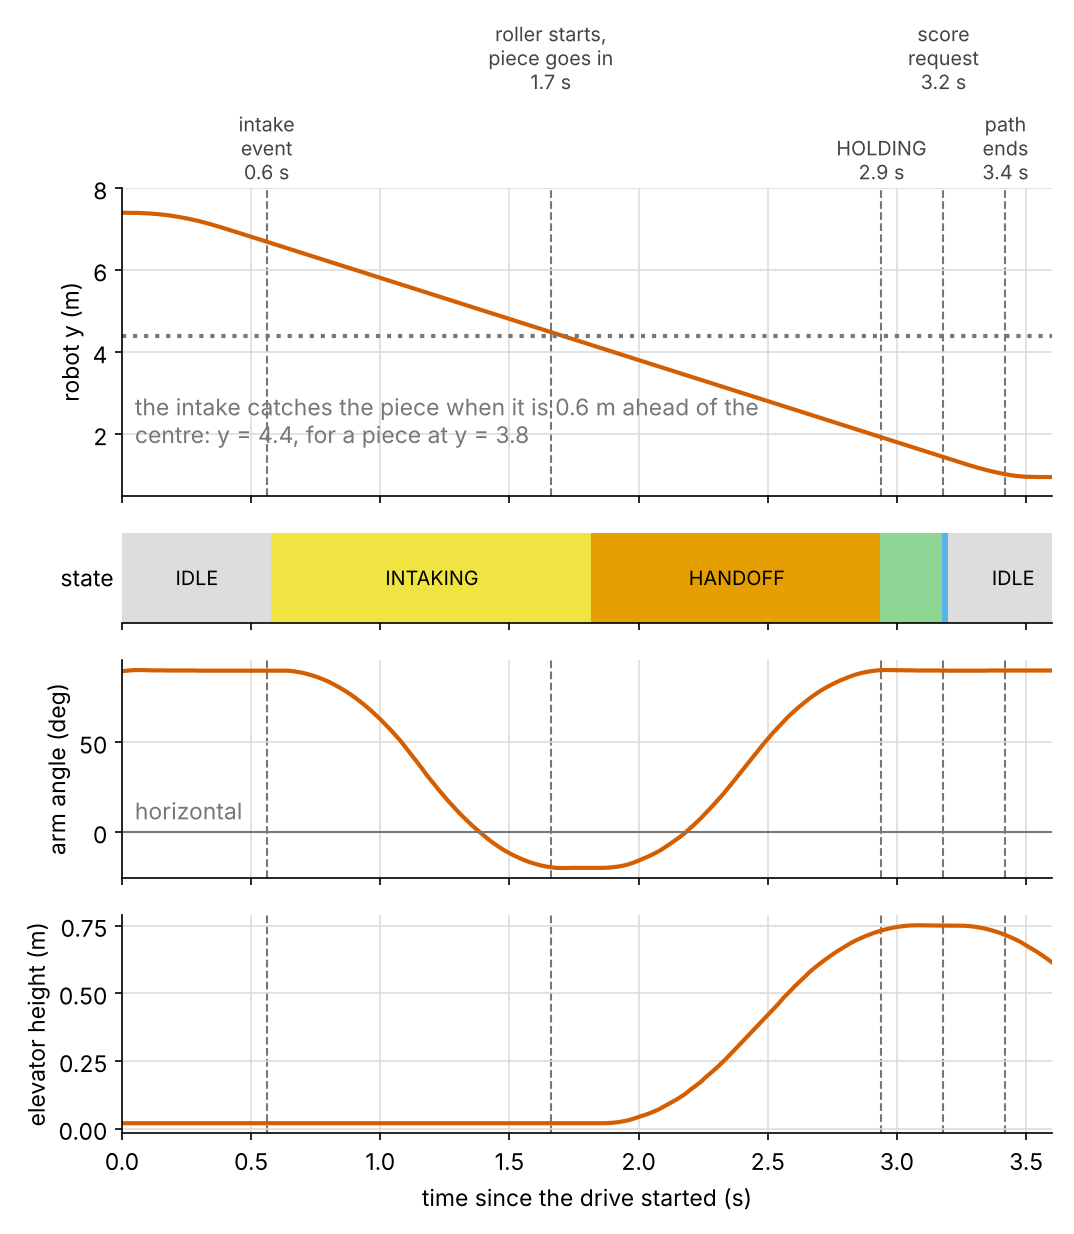 roller starts,
piece goes in
1.7 s
score
request
3.2 s
intake
event
0.6 s
HOLDING
2.9 s
path
ends
3.4 s
robot y (m)
8
6
4
2
the intake catches the piece when it is 0.6 m ahead of the
centre: y = 4.4, for a piece at y = 3.8
state
IDLE
INTAKING
HANDOFF
IDLE
arm angle (deg)
50
0
horizontal
elevator height (m)
0.75
0.50
0.25
0.00
0.0 0.5 1.0 1.5 2.0 2.5 3.0 3.5
time since the drive started (s)